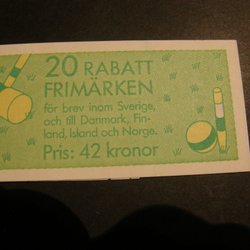 20 RABATT
FRIMÄRKEN
för brev inom Sverige,
och till Danmark, Fin-
land, Island och Norge.
Pris: 42 kronor